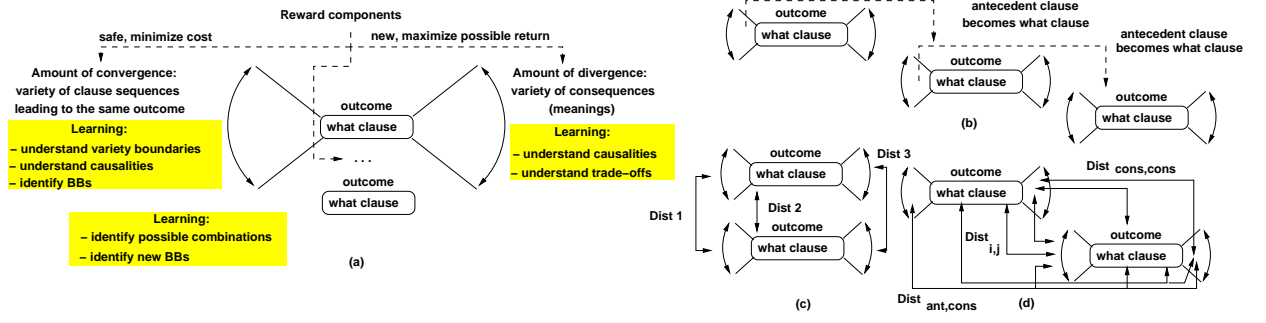 Reward components
safe, minimize cost
new, maximize possible return
Amount of convergence:
variety of clause sequences
leading to the same outcome
Learning:
– understand variety boundaries
– understand causalities
– identify BBs
outcome
what clause
. . .
outcome
what clause
Amount of divergence:
variety of consequences
(meanings)
Learning:
– understand causalities
– understand trade–offs
Learning:
– identify possible combinations
– identify new BBs
(a)
outcome
what clause
antecedent clause
becomes what clause
outcome
what clause
antecedent clause
becomes what clause
outcome
what clause
(b)
outcome
what clause
Dist 1
Dist 2
Dist 3
outcome
what clause
(c)
outcome
what clause
Dist cons,cons
Dist i,j
outcome
what clause
Dist ant,cons
(d)